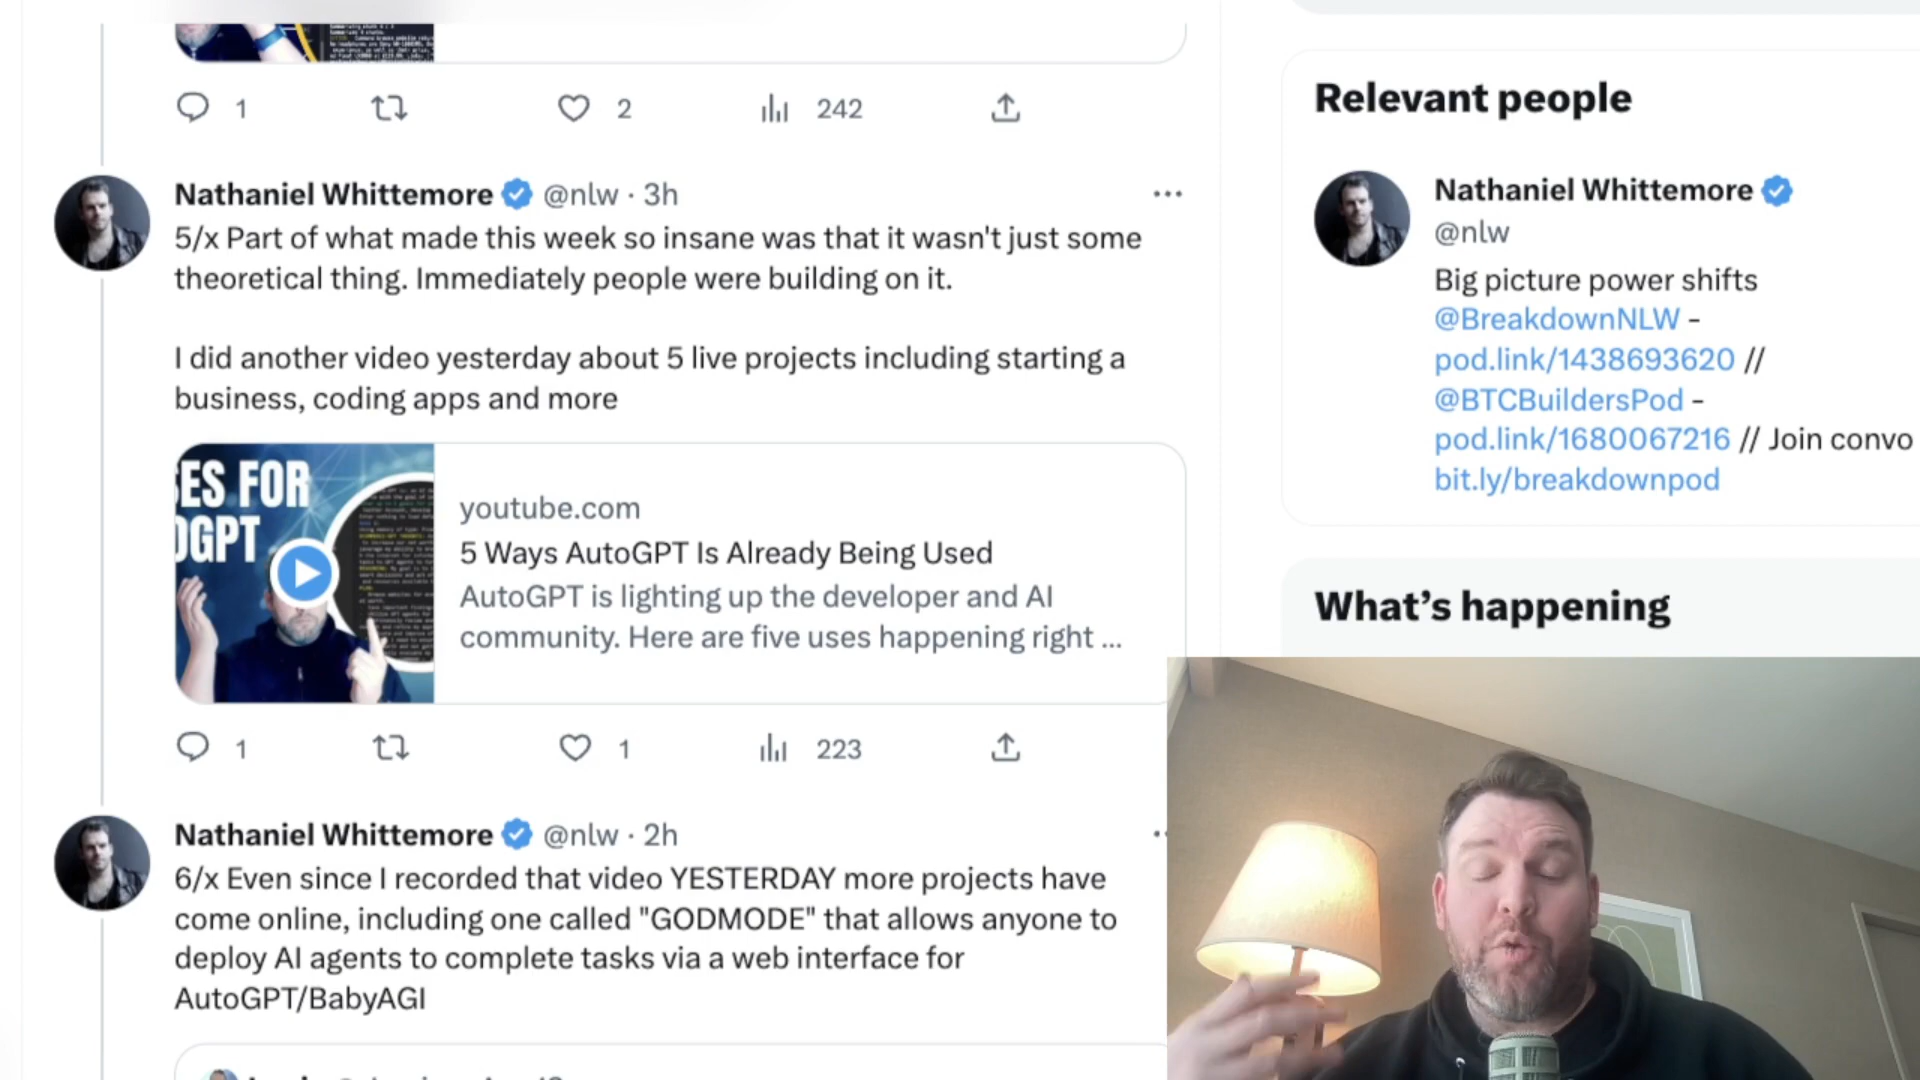 1 2 242
Nathaniel Whittemore @nlw · 3h
5/x Part of what made this week so insane was that it wasn't just some
theoretical thing. Immediately people were building on it.
I did another video yesterday about 5 live projects including starting a
business, coding apps and more
ES FOR
OGPT
youtube.com
5 Ways AutoGPT Is Already Being Used
AutoGPT is lighting up the developer and AI
community. Here are five uses happening right ...
1 1 223
Nathaniel Whittemore @nlw · 2h
6/x Even since I recorded that video YESTERDAY more projects have
come online, including one called "GODMODE" that allows anyone to
deploy AI agents to complete tasks via a web interface for
AutoGPT/BabyAGI
Relevant people
Nathaniel Whittemore
@nlw
Big picture power shifts
@BreakdownNLW -
pod.link/1438693620 //
@BTCBuildersPod -
pod.link/1680067216 // Join convo
bit.ly/breakdownpod
What's happening